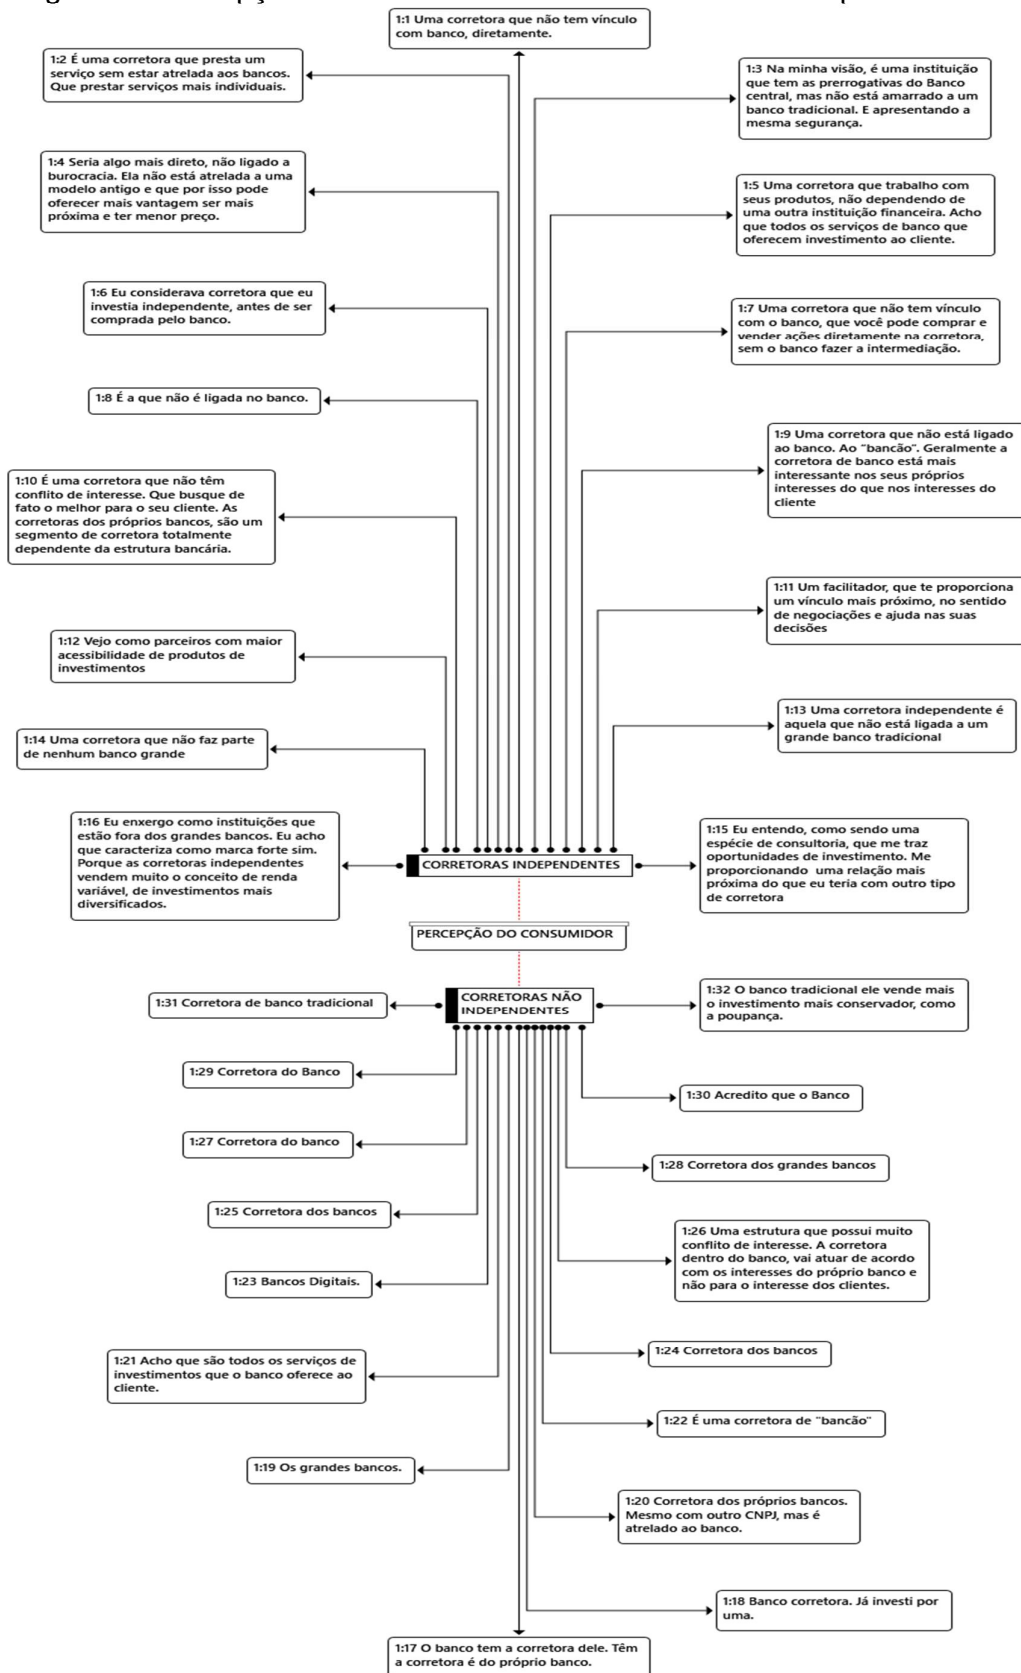 1:1 Uma corretora que não tem vínculo
com banco, diretamente.
1:2 É uma corretora que presta um
serviço sem estar atrelada aos bancos.
Que prestar serviços mais individuais.
1:3 Na minha visão, é uma instituição
que tem as prerrogativas do Banco
central, mas não está amarrado a um
banco tradicional. E apresentando a
mesma segurança.
1:4 Seria algo mais direto, não ligado a
burocracia. Ela não está atrelada a uma
modelo antigo e que por isso pode
oferecer mais vantagem ser mais
próxima e ter menor preço.
1:5 Uma corretora que trabalho com
seus produtos, não dependendo de
uma outra instituição financeira. Acho
que todos os serviços de banco que
oferecem investimento ao cliente.
1:6 Eu considerava corretora que eu
investia independente, antes de ser
comprada pelo banco.
1:7 Uma corretora que não tem vínculo
com o banco, que você pode comprar e
vender ações diretamente na corretora,
sem o banco fazer a intermediação.
1:8 É a que não é ligada no banco.
1:9 Uma corretora que não está ligado
ao banco. Ao "bancão". Geralmente a
corretora de banco está mais
interessante nos seus próprios
interesses do que nos interesses do
cliente
1:10 É uma corretora que não têm
conflito de interesse. Que busque de
fato o melhor para o seu cliente. As
corretoras dos próprios bancos, são um
segmento de corretora totalmente
dependente da estrutura bancária.
1:11 Um facilitador, que te proporciona
um vínculo mais próximo, no sentido
de negociações e ajuda nas suas
decisões
1:12 Vejo como parceiros com maior
acessibilidade de produtos de
investimentos
1:13 Uma corretora independente é
aquela que não está ligada a um
grande banco tradicional
1:14 Uma corretora que não faz parte
de nenhum banco grande
1:16 Eu enxergo como instituições que
estão fora dos grandes bancos. Eu acho
que caracteriza como marca forte sim.
Porque as corretoras independentes
vendem muito o conceito de renda
variável, de investimentos mais
diversificados.
CORRETORAS INDEPENDENTES
1:15 Eu entendo, como sendo uma
espécie de consultoria, que me traz
oportunidades de investimento. Me
proporcionando uma relação mais
próxima do que eu teria com outro tipo
de corretora
PERCEPÇÃO DO CONSUMIDOR
1:31 Corretora de banco tradicional
CORRETORAS NÃO
INDEPENDENTES
1:32 O banco tradicional ele vende mais
o investimento mais conservador, como
a poupança.
1:29 Corretora do Banco
1:30 Acredito que o Banco
1:27 Corretora do banco
1:28 Corretora dos grandes bancos
1:25 Corretora dos bancos
1:26 Uma estrutura que possui muito
conflito de interesse. A corretora
dentro do banco, vai atuar de acordo
com os interesses do próprio banco e
não para o interesse dos clientes.
1:23 Bancos Digitais.
1:24 Corretora dos bancos
1:21 Acho que são todos os serviços de
investimentos que o banco oferece ao
cliente.
1:22 É uma corretora de "bancão"
1:19 Os grandes bancos.
1:20 Corretora dos próprios bancos.
Mesmo com outro CNPJ, mas é
atrelado ao banco.
1:18 Banco corretora. Já investi por
uma.
1:17 O banco tem a corretora dele. Têm
a corretora é do próprio banco.